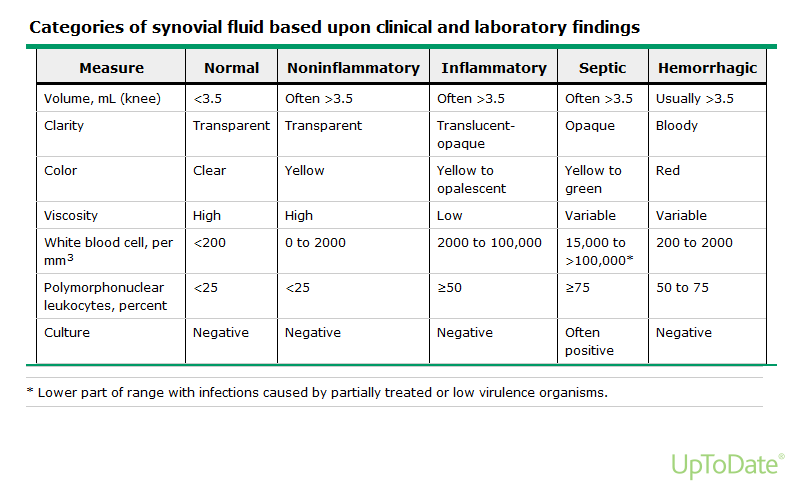 Categories of synovial fluid based upon clinical and laboratory findings
Measure Normal Noninflammatory Inflammatory Septic Hemorrhagic
Volume, mL (knee) <3.5 Often >3.5 Often >3.5 Often >3.5 Usually >3.5
Clarity Transparent Transparent Translucent-opaque Opaque Bloody
Color Clear Yellow Yellow to opalescent Yellow to green Red
Viscosity High High Low Variable Variable
White blood cell, per mm³ <200 0 to 2000 2000 to 100,000 15,000 to >100,000* 200 to 2000
Polymorphonuclear leukocytes, percent <25 <25 ≥50 ≥75 50 to 75
Culture Negative Negative Negative Often positive Negative
* Lower part of range with infections caused by partially treated or low virulence organisms.
UpToDate®